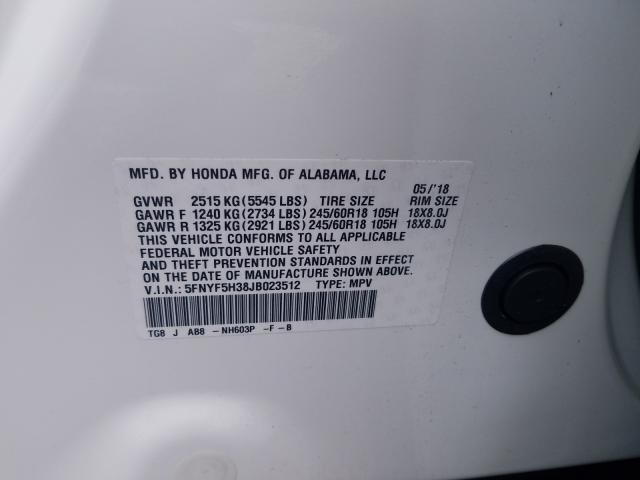 MFD. BY HONDA MFG. OF ALABAMA, LLC
05/'18
GVWR 2515 KG (5545 LBS) TIRE SIZE RIM SIZE
GAWR F 1240 KG (2734 LBS) 245/60R18 105H 18X8.0J
GAWR R 1325 KG (2921 LBS) 245/60R18 105H 18X8.0J
THIS VEHICLE CONFORMS TO ALL APPLICABLE
FEDERAL MOTOR VEHICLE SAFETY
AND THEFT PREVENTION STANDARDS IN EFFECT
ON THE DATE OF MANUFACTURE SHOWN ABOVE.
V.I.N.: 5FNYF5H38JB023512 TYPE: MPV
TG8 J AB8 -NH603P -F-B